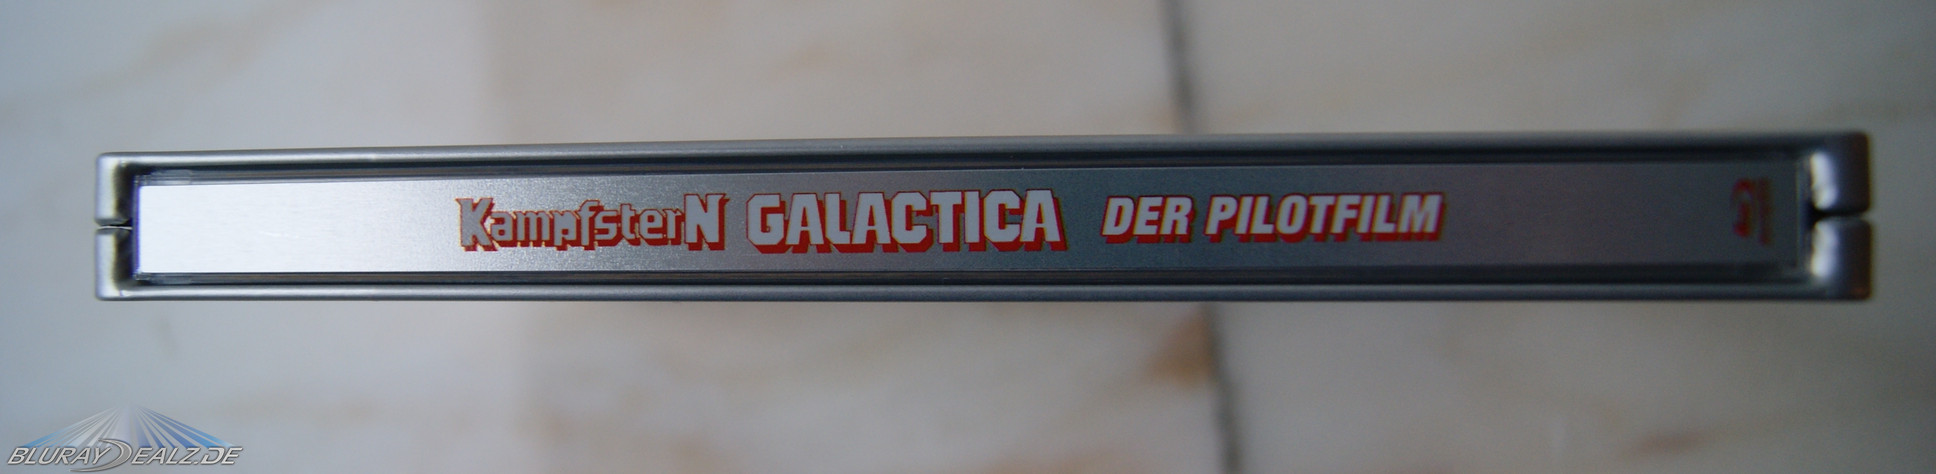 KampfsterN GALACTICA DER PILOTFILM
BLURAYDEALZ.DE